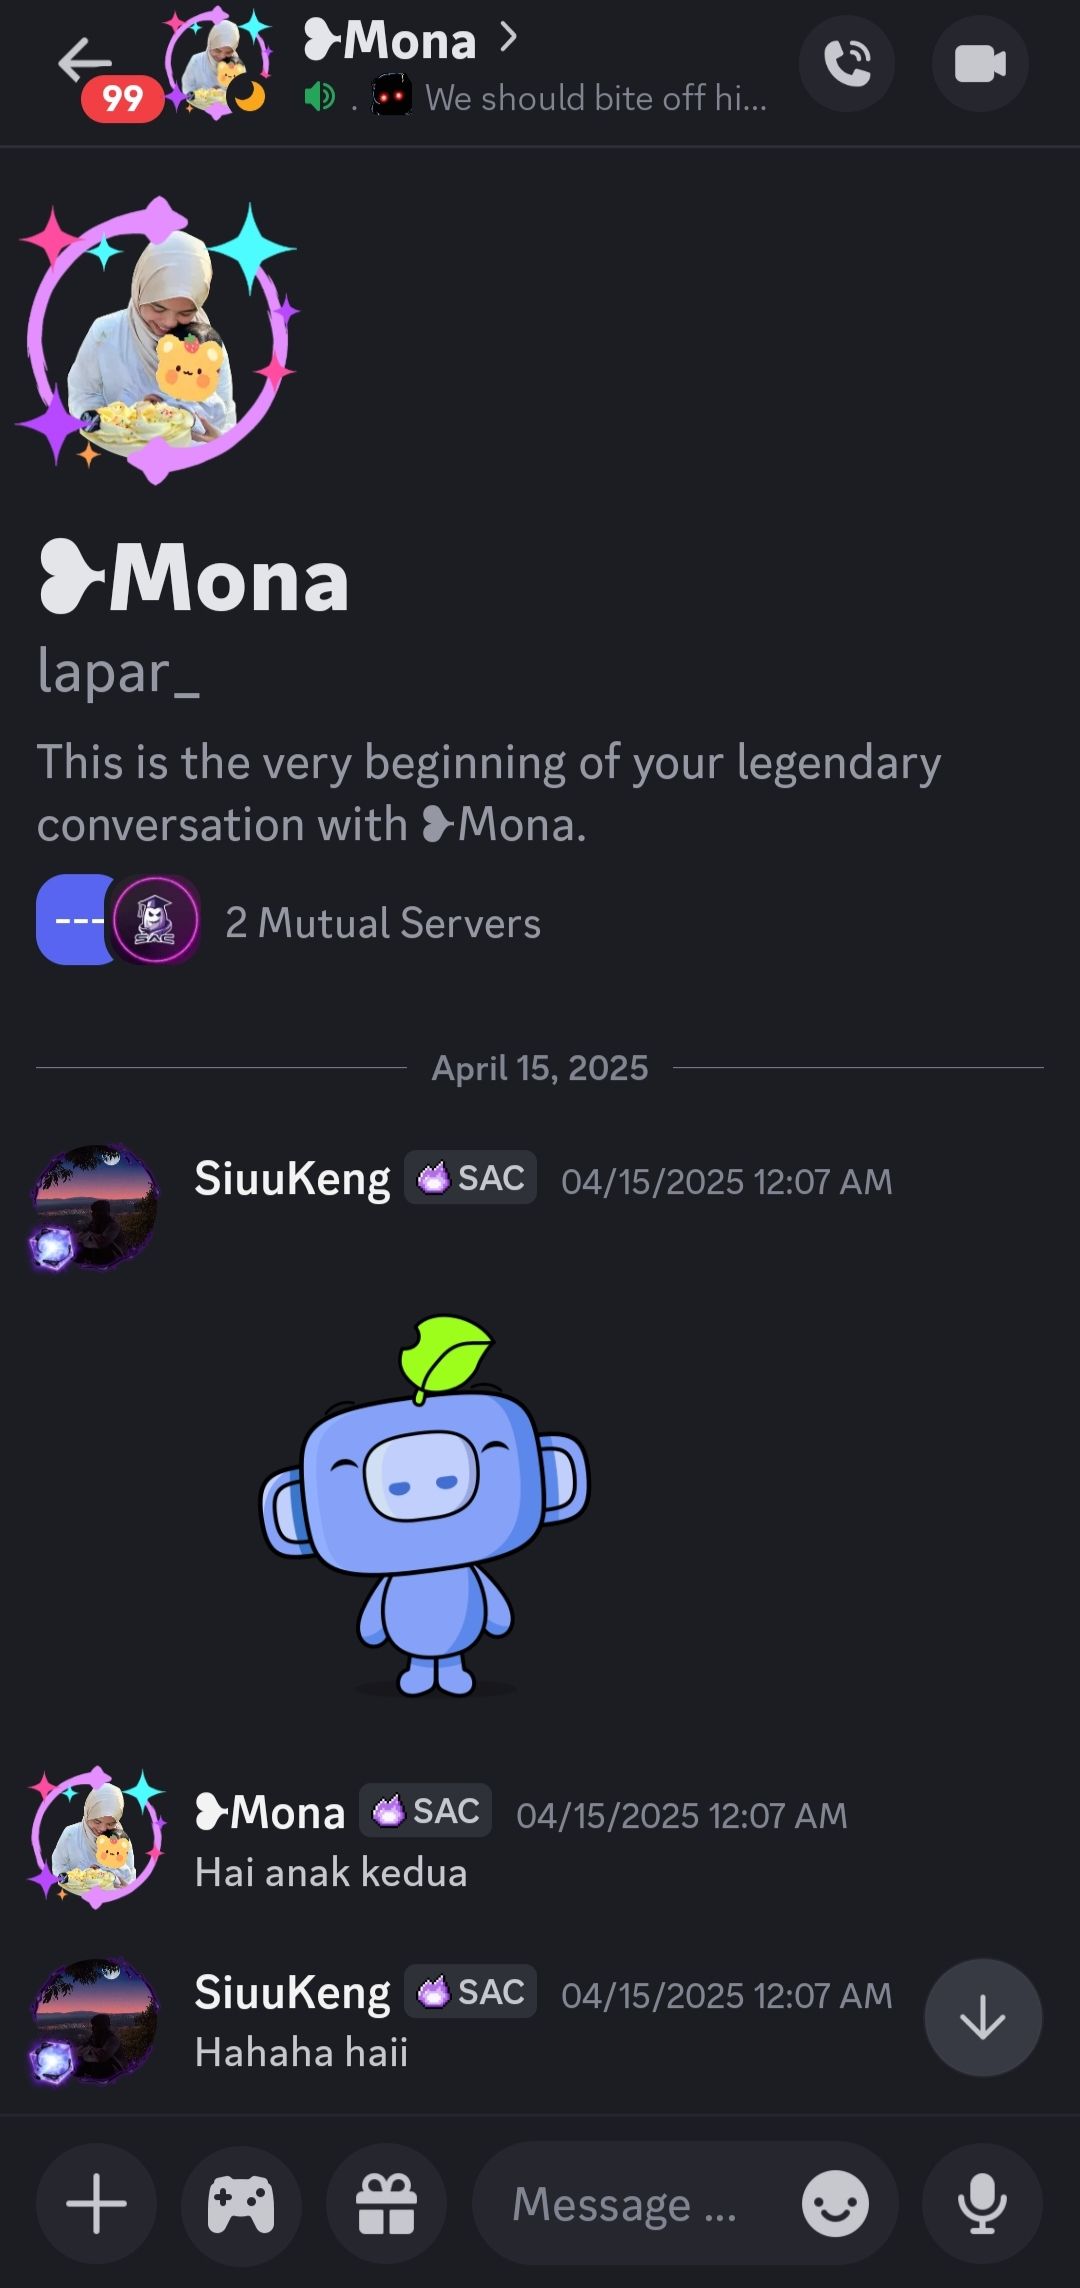 99
❥Mona
. We should bite off hi...
❥Mona
lapar_
This is the very beginning of your legendary
conversation with ❥Mona.
---
SAC
2 Mutual Servers
April 15, 2025
SiuuKeng SAC 04/15/2025 12:07 AM
❥Mona SAC 04/15/2025 12:07 AM
Hai anak kedua
SiuuKeng SAC 04/15/2025 12:07 AM
Hahaha haii
Message ...